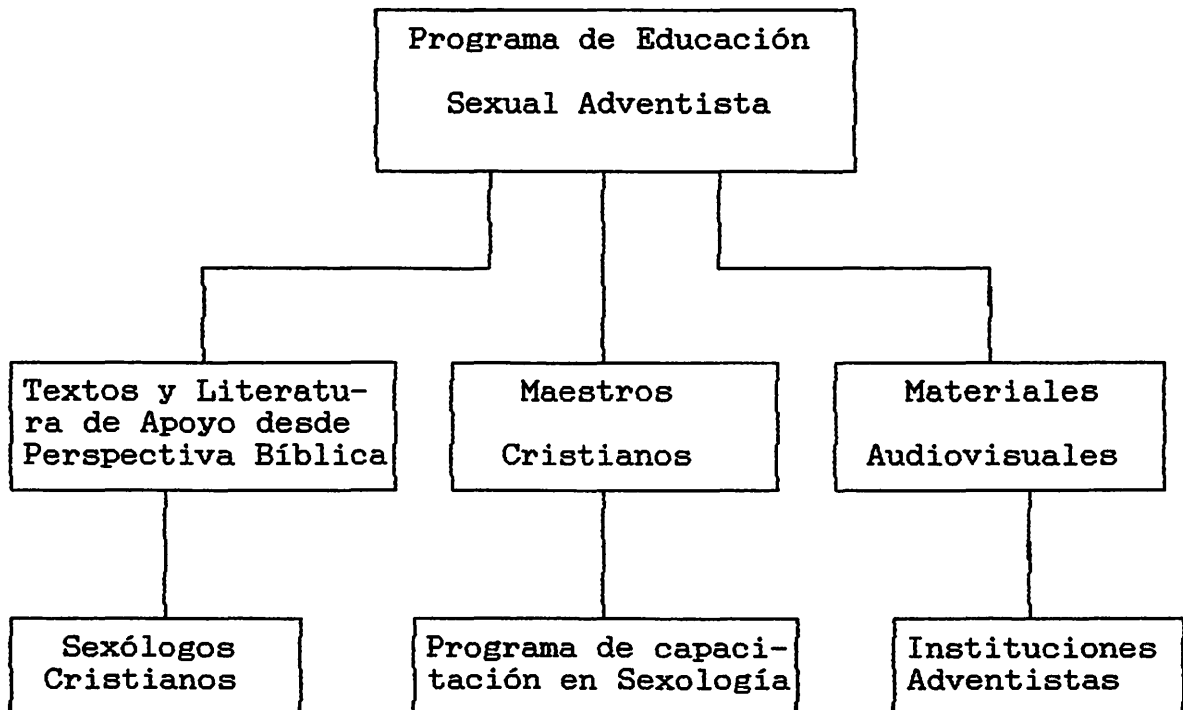 Programa de Educación
Sexual Adventista
Textos y Literatu-
ra de Apoyo desde
Perspectiva Bíblica
Maestros
Cristianos
Materiales
Audiovisuales
Sexólogos
Cristianos
Programa de capaci-
tación en Sexología
Instituciones
Adventistas